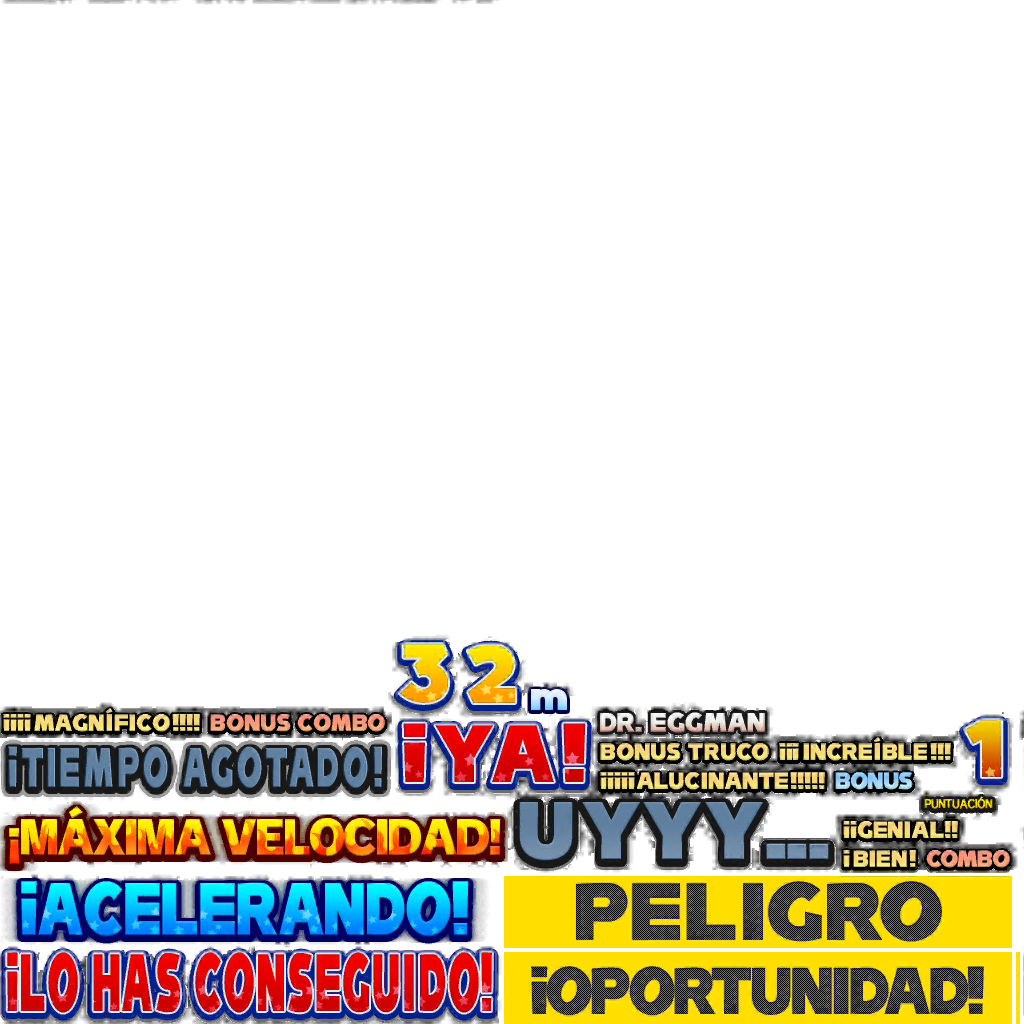 32m
¡¡¡¡MAGNÍFICO!!!! BONUS COMBO
¡YA!
DR. EGGMAN
1
BONUS TRUCO ¡¡¡INCREÍBLE!!!
¡TIEMPO AGOTADO!
¡¡¡¡¡ALUCINANTE!!!!! BONUS
PUNTUACIÓN
¡MÁXIMA VELOCIDAD!
UYYY...
¡¡GENIAL!!
¡BIEN! COMBO
¡ACELERANDO!
PELIGRO
¡LO HAS CONSEGUIDO!
¡OPORTUNIDAD!